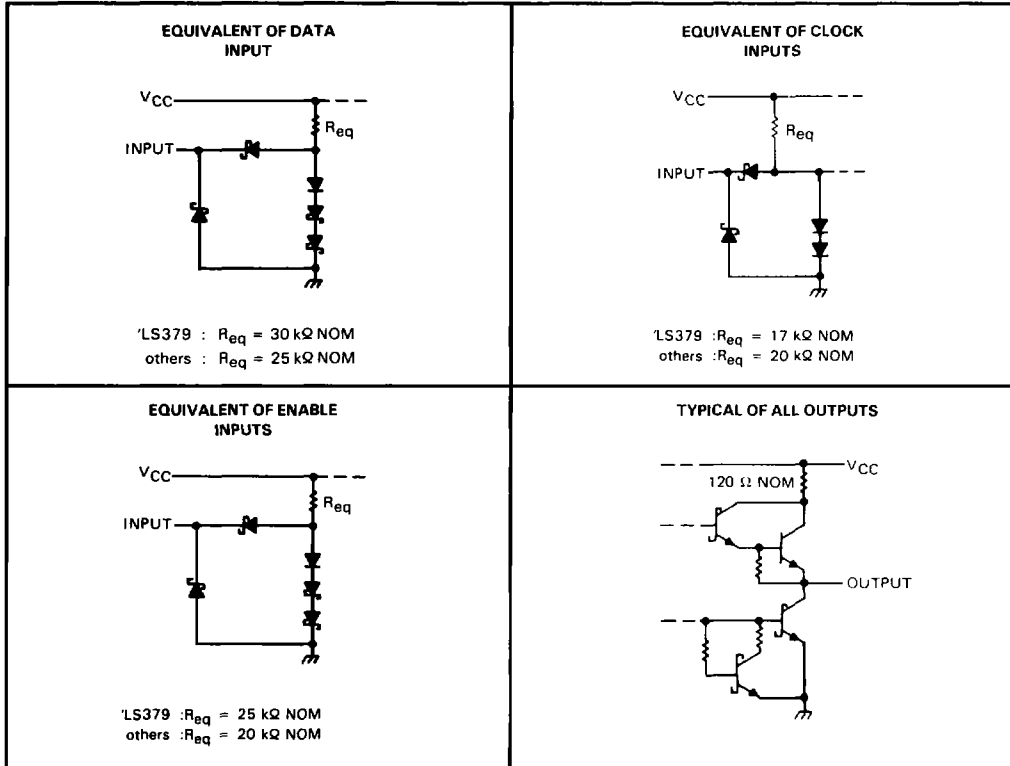 EQUIVALENT OF DATA
INPUT
VCC
Req
INPUT
'LS379 : Req = 30 kΩ NOM
others : Req = 25 kΩ NOM
EQUIVALENT OF CLOCK
INPUTS
VCC
Req
INPUT
'LS379 :Req = 17 kΩ NOM
others :Req = 20 kΩ NOM
EQUIVALENT OF ENABLE
INPUTS
VCC
Req
INPUT
'LS379 :Req = 25 kΩ NOM
others :Req = 20 kΩ NOM
TYPICAL OF ALL OUTPUTS
VCC
120 Ω NOM
OUTPUT